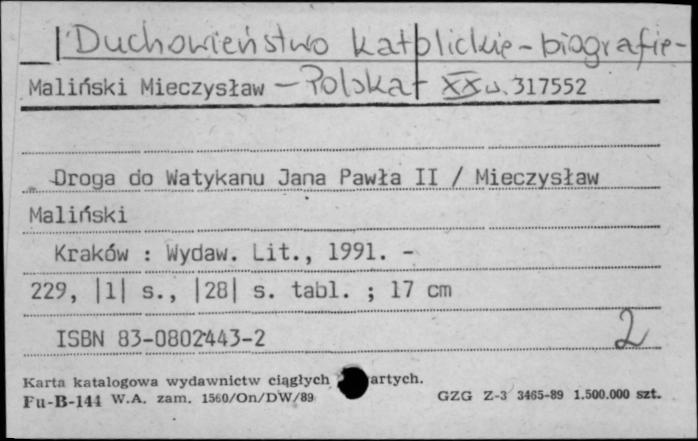 Duchowieństwo katolickie - biografie -
Maliński Mieczysław - Polska - XX w. 317552
Droga do Watykanu Jana Pawła II / Mieczysław
Maliński
Kraków : Wydaw. Lit., 1991. -
229, |1| s., |28| s. tabl. ; 17 cm
ISBN 83-0802443-2
2
Karta katalogowa wydawnictw ciągłych artych.
Fu-B-144 W.A. zam. 1560/On/DW/89 GZG Z-3 3465-89 1.500.000 szt.